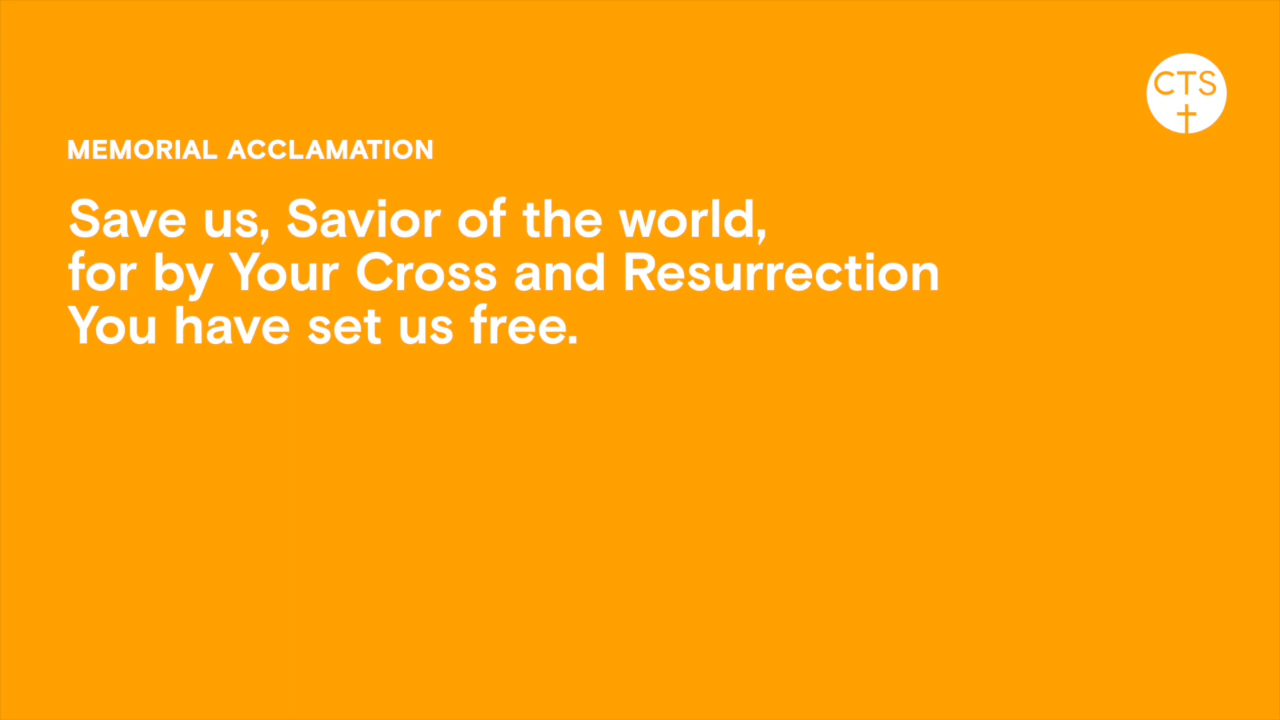 CTS
MEMORIAL ACCLAMATION
Save us, Savior of the world,
for by Your Cross and Resurrection
You have set us free.